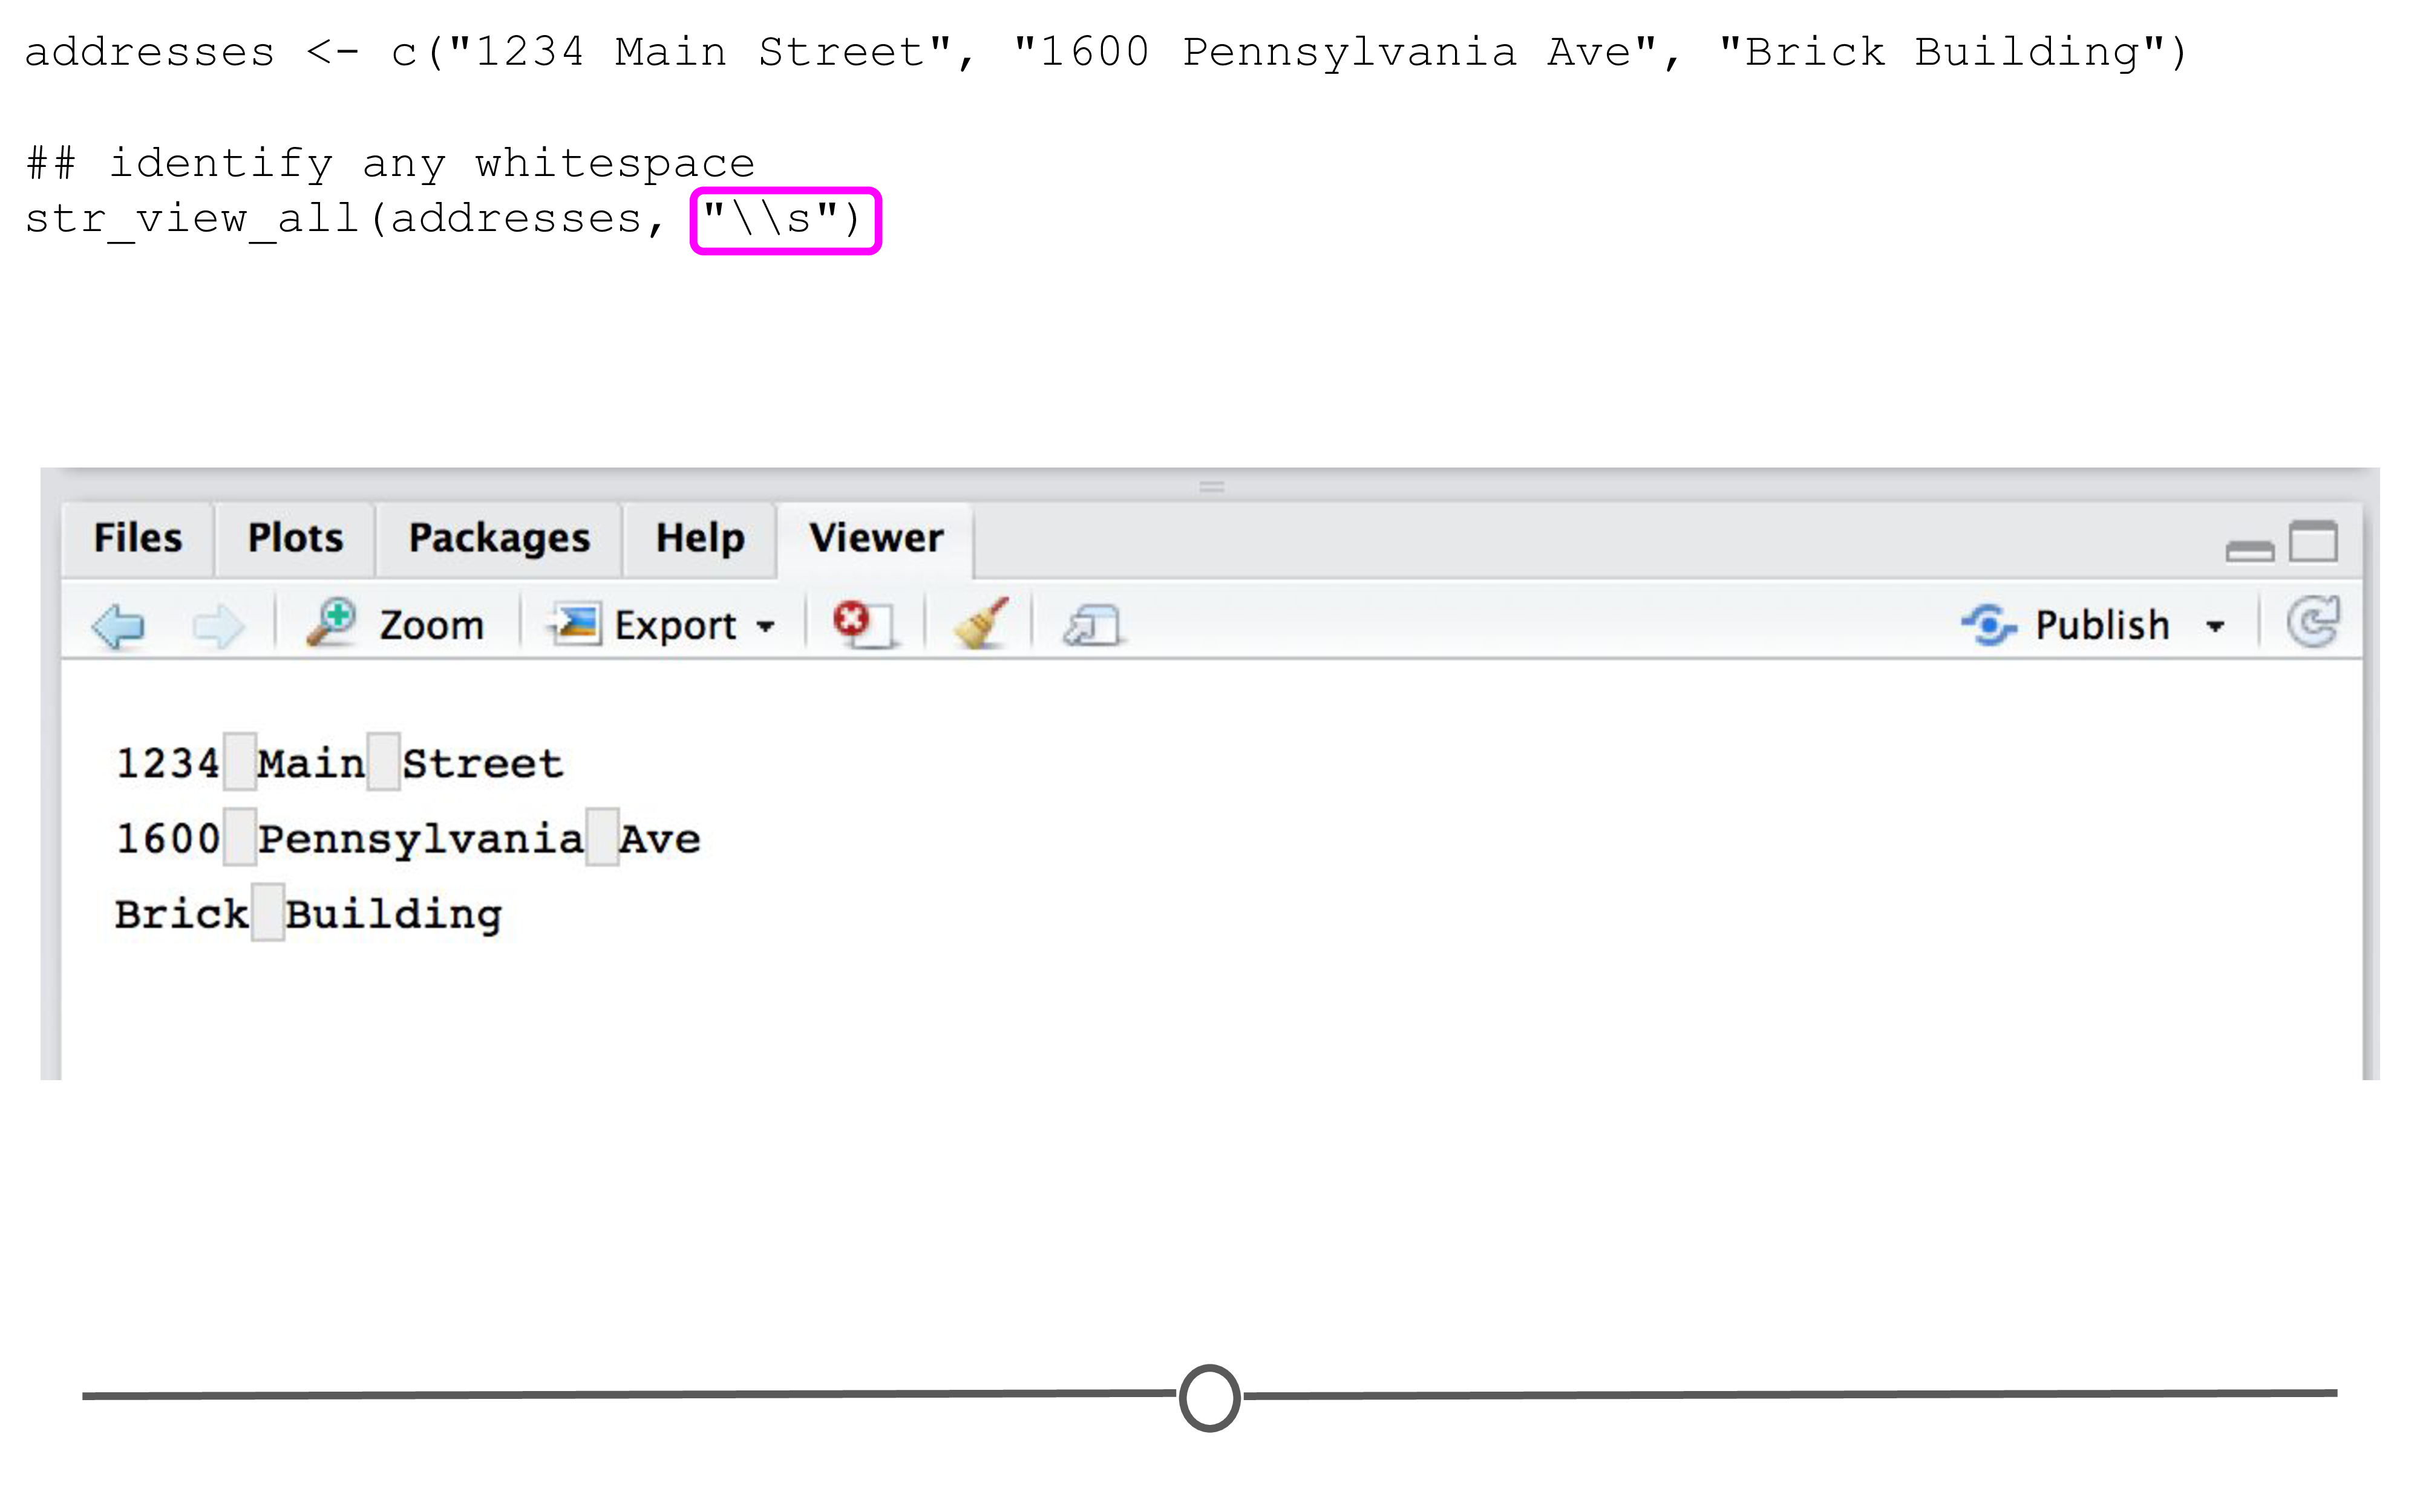 addresses <- c("1234 Main Street", "1600 Pennsylvania Ave", "Brick Building")
## identify any whitespace
str_view_all(addresses, "\\s")
Files Plots Packages Help Viewer
Zoom Export Publish
1234 Main Street
1600 Pennsylvania Ave
Brick Building